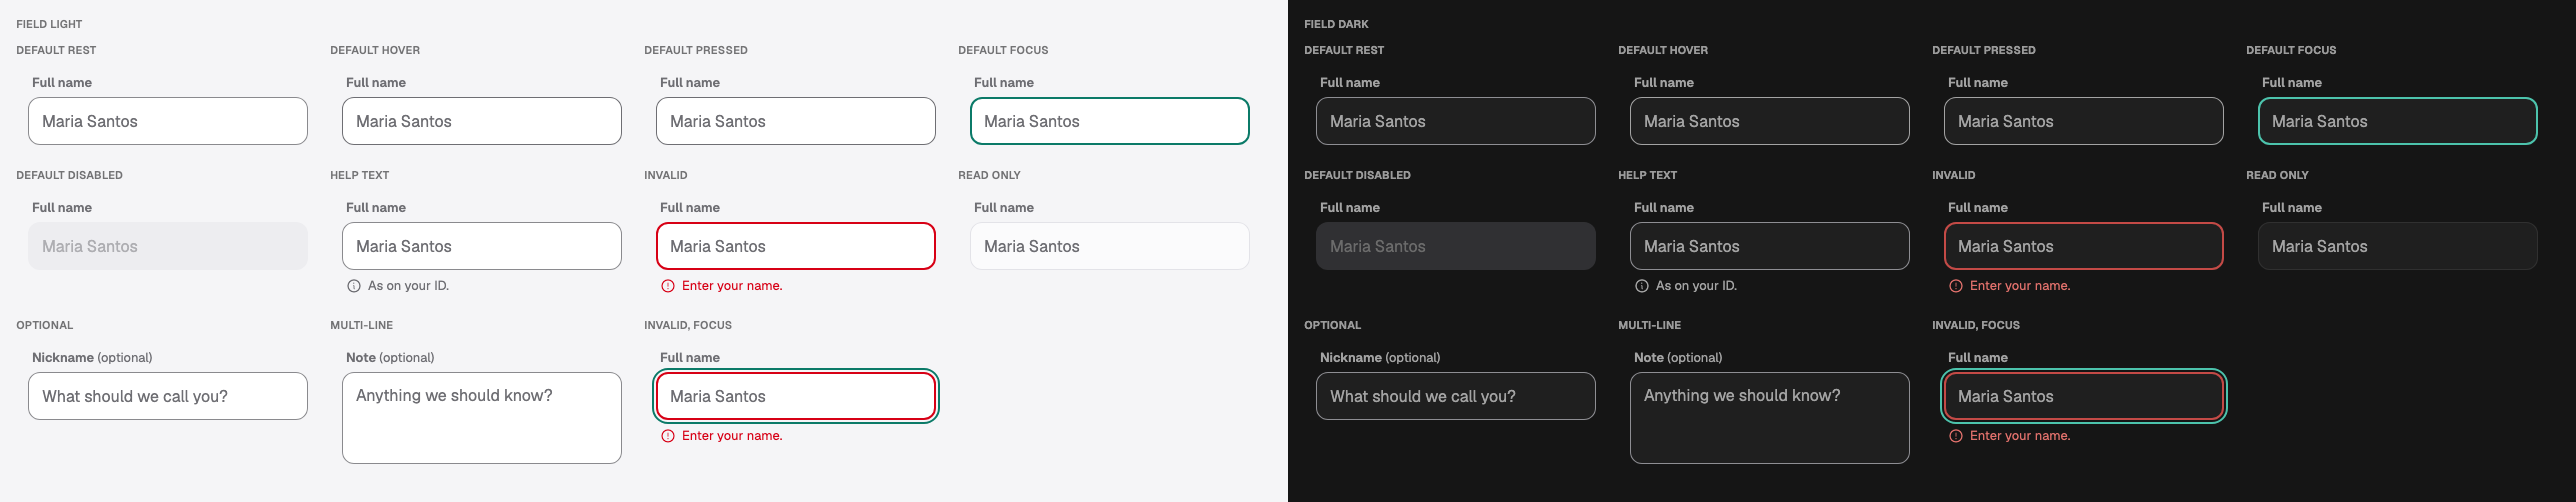 FIELD LIGHT
DEFAULT REST
DEFAULT HOVER
DEFAULT PRESSED
DEFAULT FOCUS
Full name
Full name
Full name
Full name
Maria Santos
Maria Santos
Maria Santos
Maria Santos
DEFAULT DISABLED
HELP TEXT
INVALID
READ ONLY
Full name
Full name
Full name
Full name
Maria Santos
Maria Santos
Maria Santos
Maria Santos
As on your ID.
Enter your name.
OPTIONAL
MULTI-LINE
INVALID, FOCUS
Nickname (optional)
Note (optional)
Full name
What should we call you?
Anything we should know?
Maria Santos
Enter your name.
FIELD DARK
DEFAULT REST
DEFAULT HOVER
DEFAULT PRESSED
DEFAULT FOCUS
Full name
Full name
Full name
Full name
Maria Santos
Maria Santos
Maria Santos
Maria Santos
DEFAULT DISABLED
HELP TEXT
INVALID
READ ONLY
Full name
Full name
Full name
Full name
Maria Santos
Maria Santos
Maria Santos
Maria Santos
As on your ID.
Enter your name.
OPTIONAL
MULTI-LINE
INVALID, FOCUS
Nickname (optional)
Note (optional)
Full name
What should we call you?
Anything we should know?
Maria Santos
Enter your name.